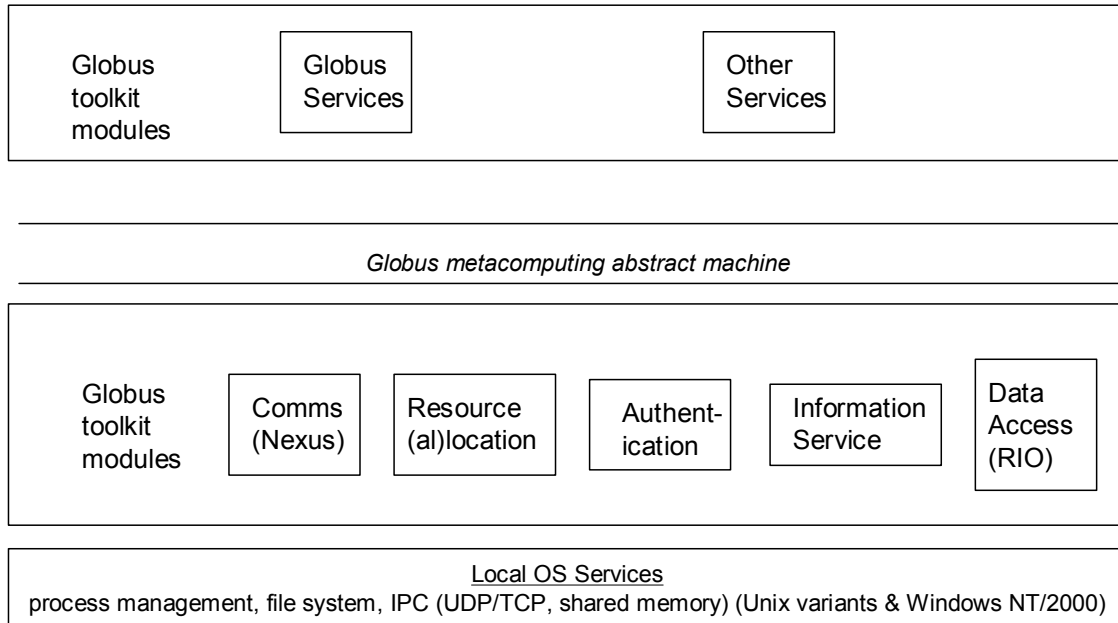 Globus
toolkit
modules
Globus
Services
Other
Services
Globus metacomputing abstract machine
Globus
toolkit
modules
Comms
(Nexus)
Resource
(al)location
Authent-
ication
Information
Service
Data
Access
(RIO)
Local OS Services
process management, file system, IPC (UDP/TCP, shared memory) (Unix variants & Windows NT/2000)